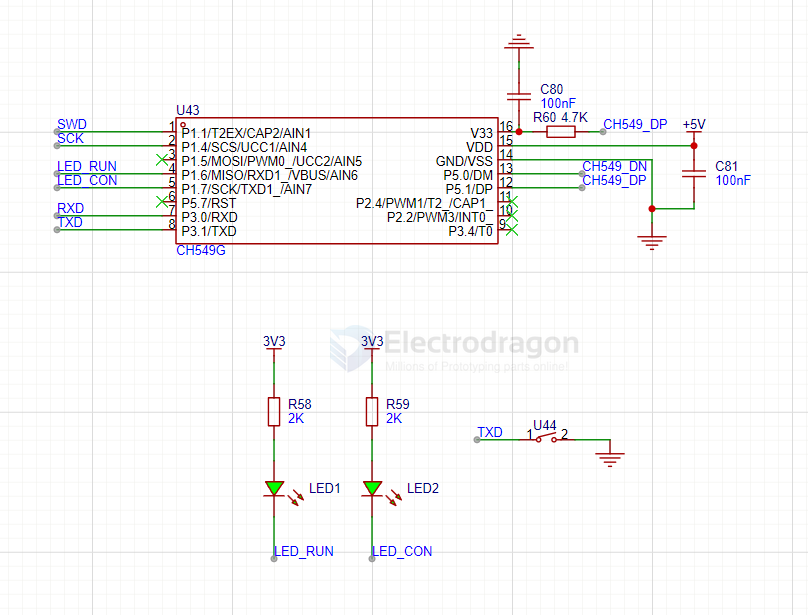 C80
100nF
U43
R60 4.7K
CH549_DP
+5V
SWD
SCK
LED_RUN
LED_CON
RXD
TXD
1
2
3
4
5
6
7
8
P1.1/T2EX/CAP2/AIN1
P1.4/SCS/UCC1/AIN4
P1.5/MOSI/PWM0_/UCC2/AIN5
P1.6/MISO/RXD1_/VBUS/AIN6
P1.7/SCK/TXD1_/AIN7
P5.7/RST
P3.0/RXD
P3.1/TXD
V33
VDD
GND/VSS
P5.0/DM
P5.1/DP
P2.4/PWM1/T2_/CAP1_
P2.2/PWM3/INT0_
P3.4/T0
16
15
14
13
12
11
10
9
CH549_DN
CH549_DP
C81
100nF
CH549G
3V3
3V3
Electrodragon
Millions of Prototyping parts online!
R58
2K
R59
2K
TXD
U44
1
2
LED1
LED2
LED_RUN
LED_CON